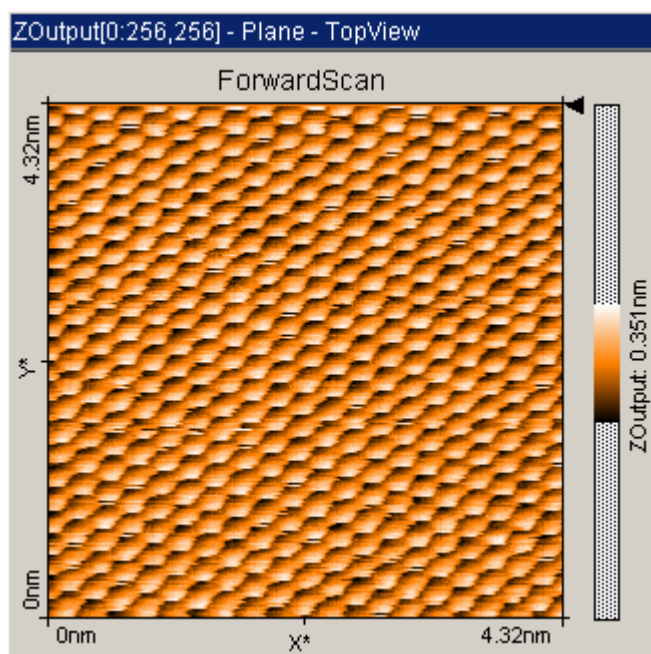 ZOutput[0:256,256] - Plane - TopView
ForwardScan
4.32nm
Y*
0nm
0nm
X*
4.32nm
ZOutput: 0.351nm